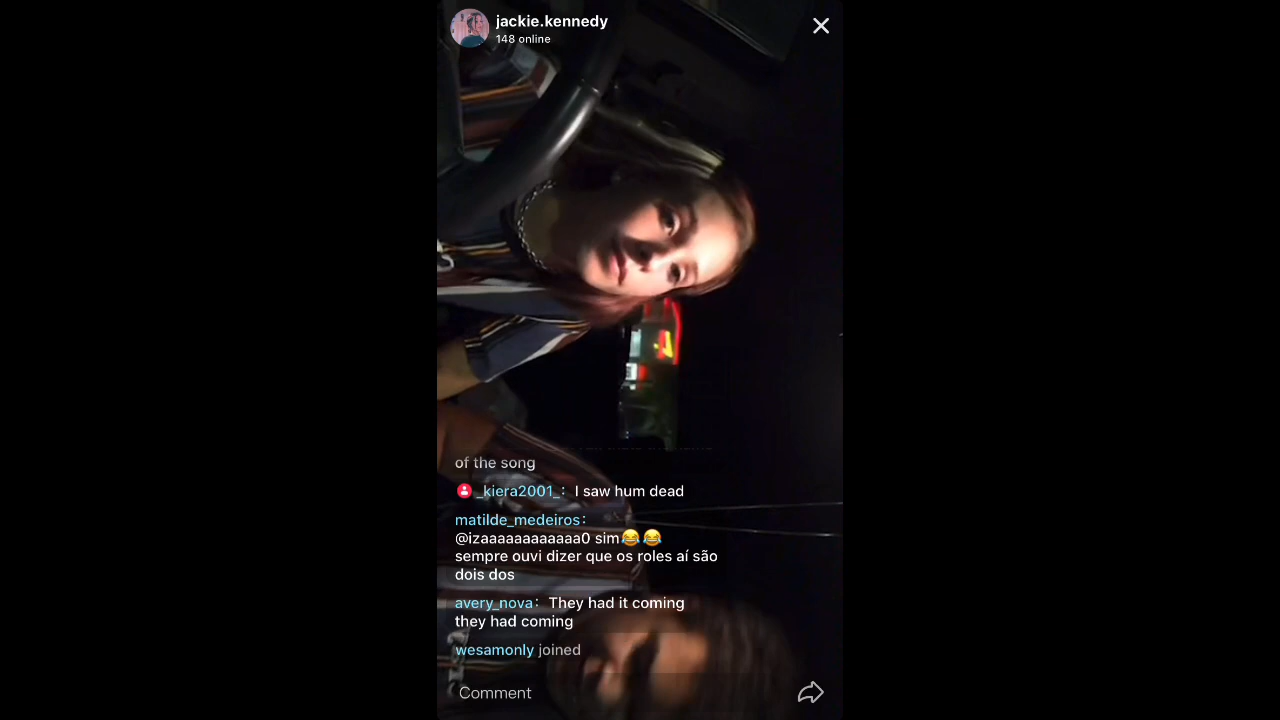 jackie.kennedy
148 online
of the song
_kiera2001_: I saw hum dead
matilde_medeiros:
@izaaaaaaaaaaaa0 sim😂😂
sempre ouvi dizer que os roles aí são
dois dos
avery_nova: They had it coming
they had coming
wesamonly joined
Comment